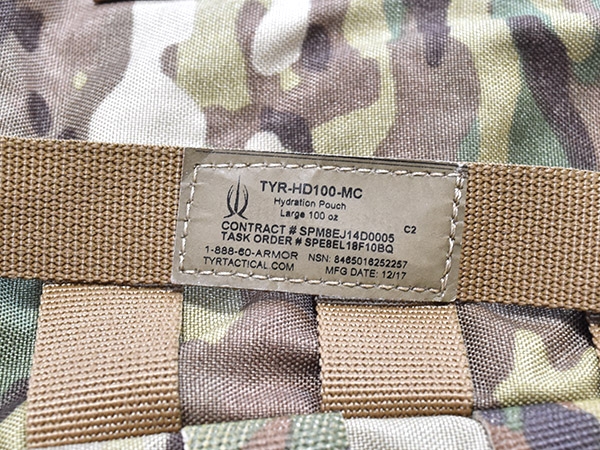 TYR-HD100-MC
Hydration Pouch
Large 100 oz
CONTRACT # SPM8EJ14D0005 C2
TASK ORDER # SPE8EL18F10BQ
1-888-60-ARMOR NSN: 8465016252257
TYRTACTICAL.COM MFG DATE: 12/17